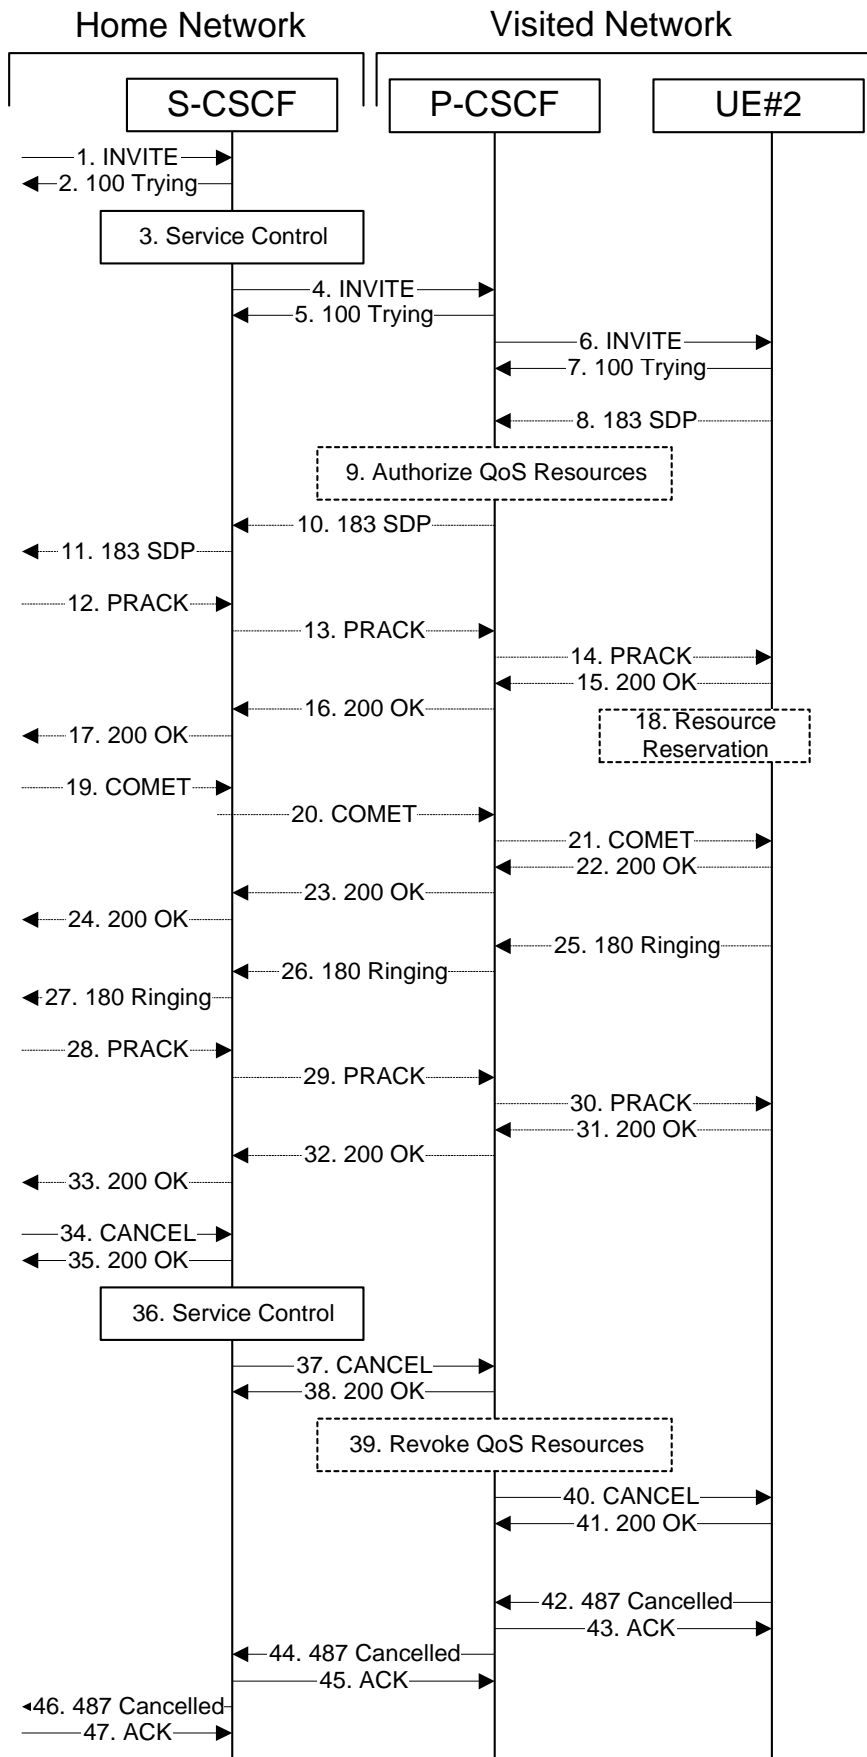 Home Network
Visited Network
S-CSCF
P-CSCF
UE#2
1. INVITE
2. 100 Trying
3. Service Control
4. INVITE
5. 100 Trying
6. INVITE
7. 100 Trying
8. 183 SDP
9. Authorize QoS Resources
10. 183 SDP
11. 183 SDP
12. PRACK
13. PRACK
14. PRACK
15. 200 OK
16. 200 OK
17. 200 OK
18. Resource
Reservation
19. COMET
20. COMET
21. COMET
22. 200 OK
23. 200 OK
24. 200 OK
25. 180 Ringing
26. 180 Ringing
27. 180 Ringing
28. PRACK
29. PRACK
30. PRACK
31. 200 OK
32. 200 OK
33. 200 OK
34. CANCEL
35. 200 OK
36. Service Control
37. CANCEL
38. 200 OK
39. Revoke QoS Resources
40. CANCEL
41. 200 OK
42. 487 Cancelled
43. ACK
44. 487 Cancelled
45. ACK
46. 487 Cancelled
47. ACK